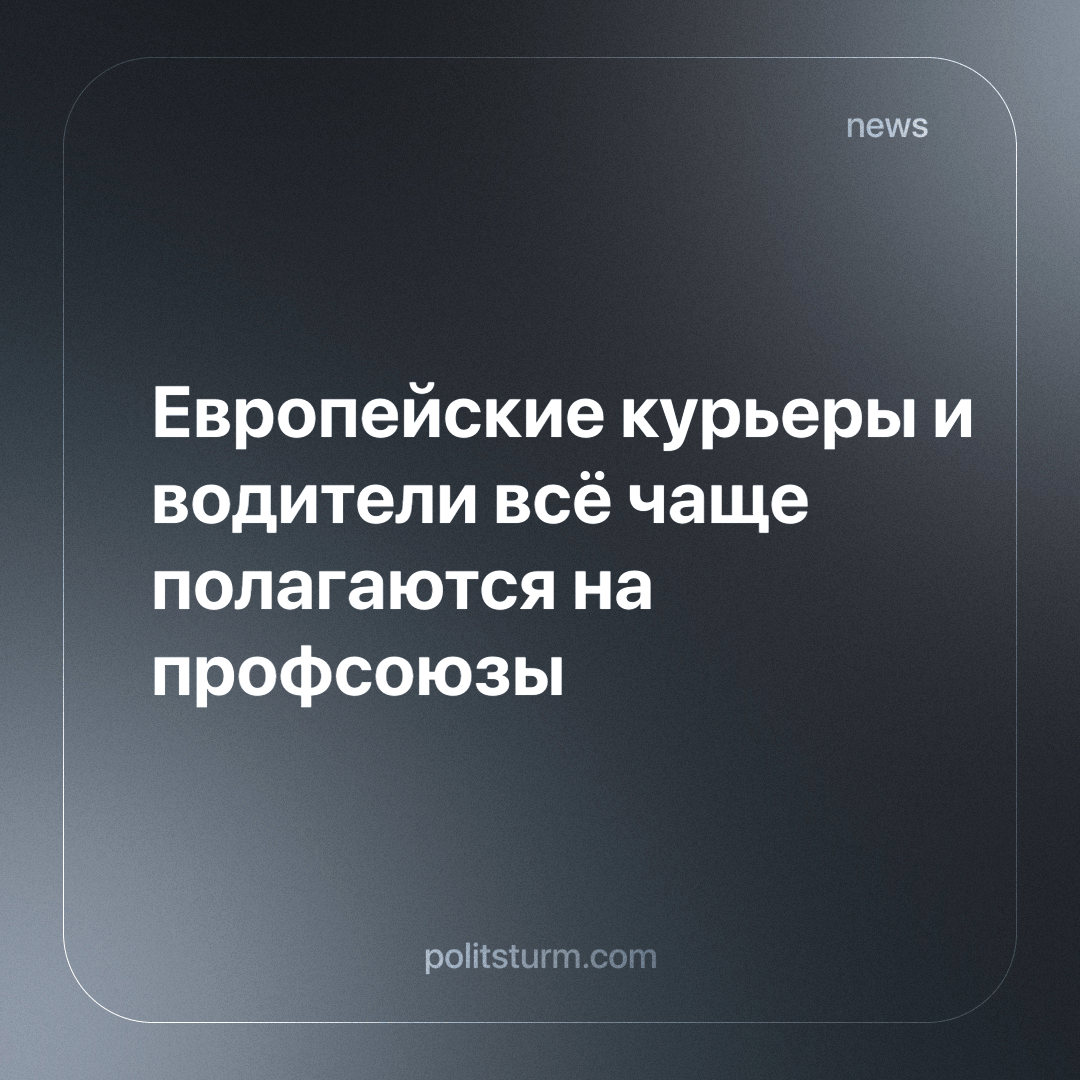 news
Европейские курьеры и
водители всё чаще
полагаются на
профсоюзы
politsturm.com